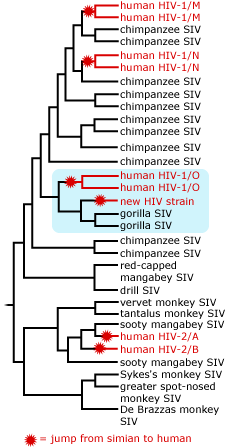 human HIV-1/M
human HIV-1/M
chimpanzee SIV
chimpanzee SIV
human HIV-1/N
human HIV-1/N
chimpanzee SIV
chimpanzee SIV
chimpanzee SIV
chimpanzee SIV
chimpanzee SIV
chimpanzee SIV
chimpanzee SIV
human HIV-1/O
human HIV-1/O
new HIV strain
gorilla SIV
gorilla SIV
chimpanzee SIV
chimpanzee SIV
red-capped
mangabey SIV
drill SIV
vervet monkey SIV
tantalus monkey SIV
sooty mangabey SIV
human HIV-2/A
human HIV-2/B
sooty mangabey SIV
Sykes's monkey SIV
greater spot-nosed
monkey SIV
De Brazzas monkey
SIV
= jump from simian to human